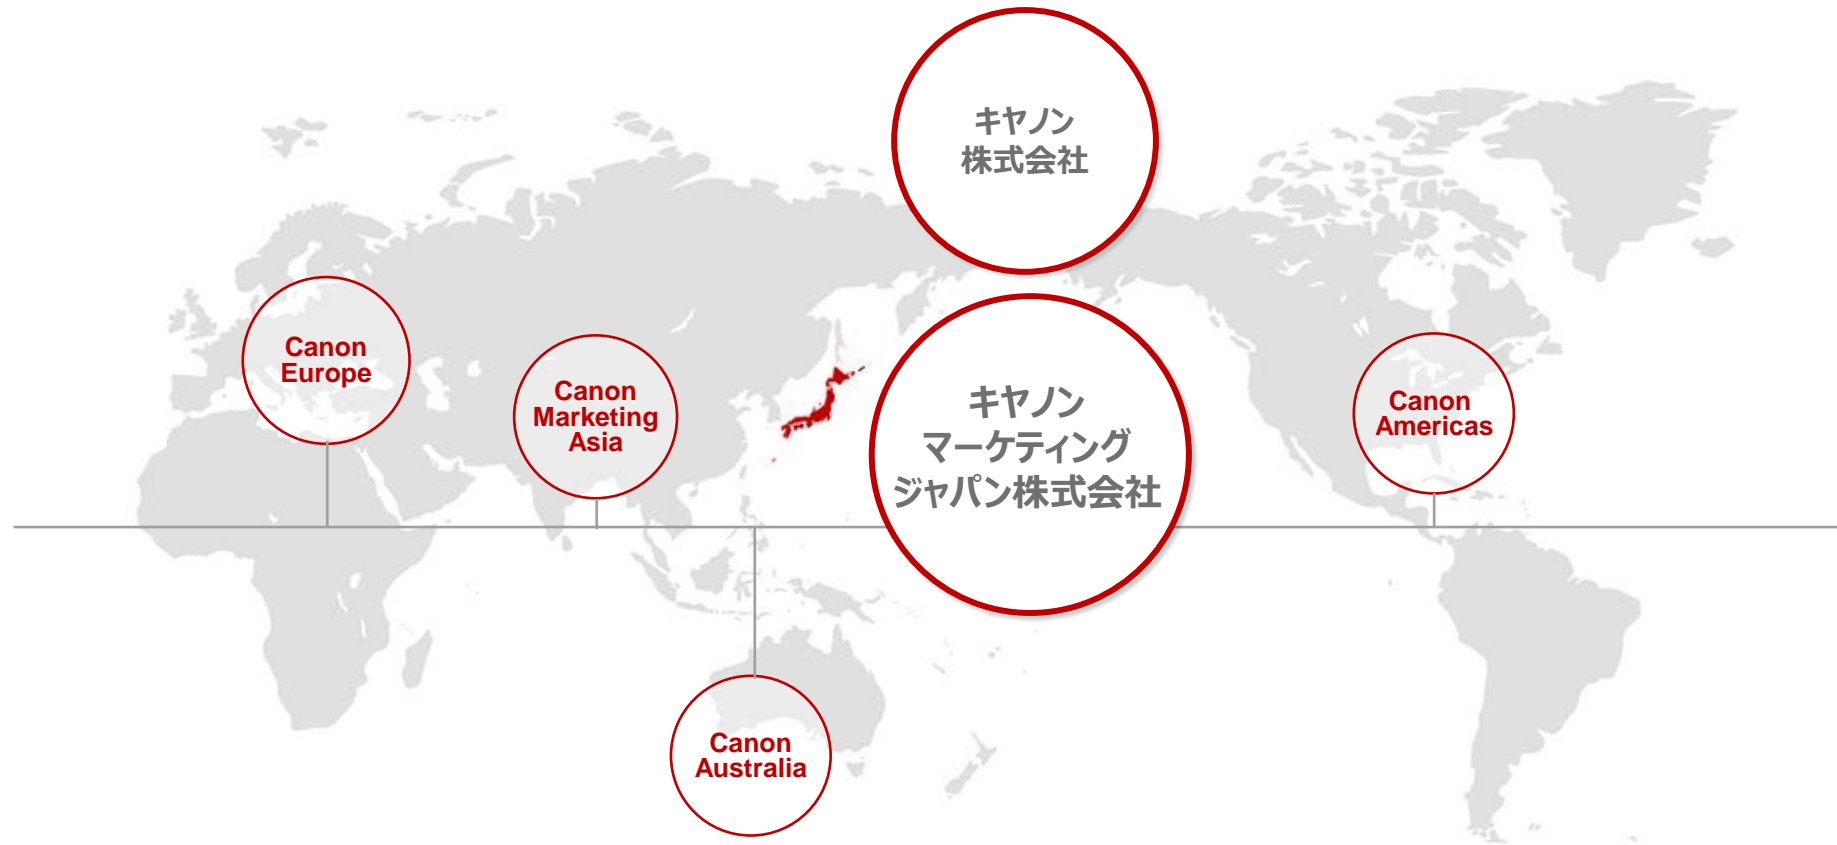 キヤノン
株式会社
Canon
Europe
Canon
Marketing
Asia
キヤノン
マーケティング
ジャパン株式会社
Canon
Americas
Canon
Australia